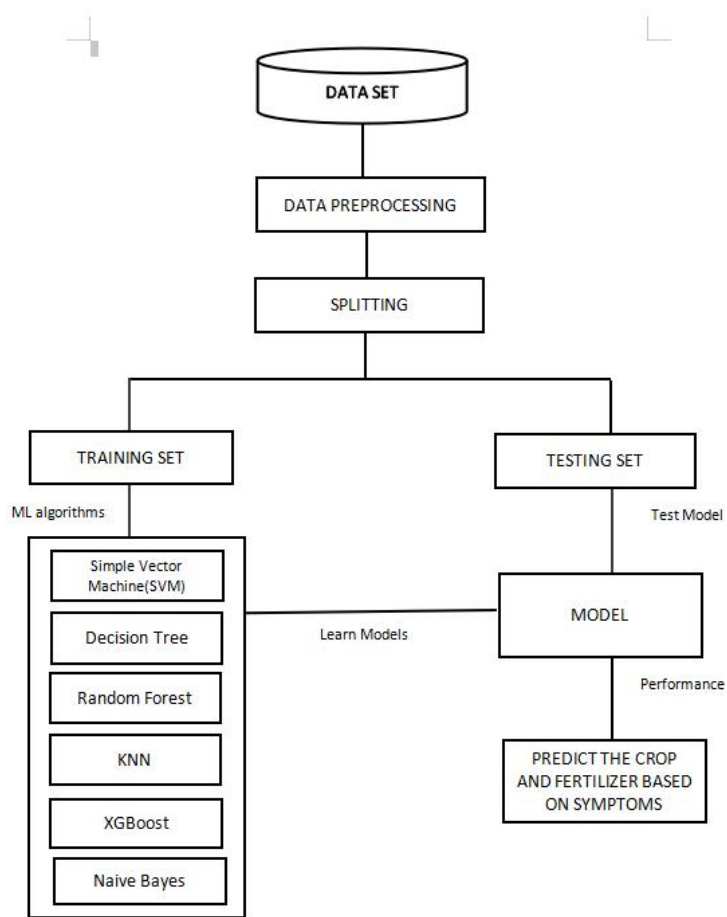 DATA SET
DATA PREPROCESSING
SPLITTING
TRAINING SET
TESTING SET
ML algorithms
Test Model
Simple Vector
Machine(SVM)
Decision Tree
Random Forest
KNN
XGBoost
Naive Bayes
Learn Models
MODEL
Performance
PREDICT THE CROP
AND FERTILIZER BASED
ON SYMPTOMS